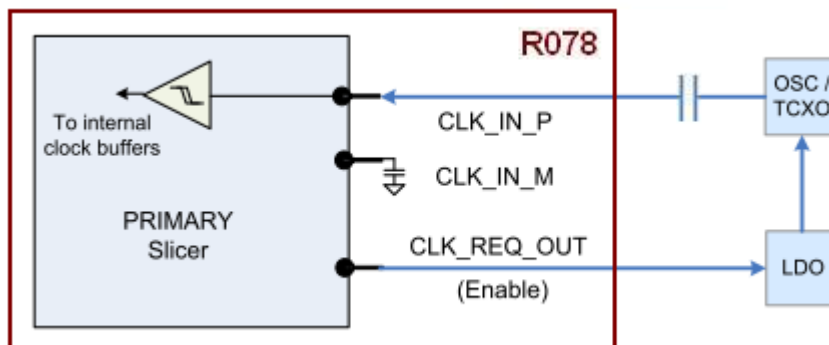 R078
OSC /
TCXO
To internal
clock buffers
CLK_IN_P
CLK_IN_M
PRIMARY
Slicer
CLK_REQ_OUT
(Enable)
LDO